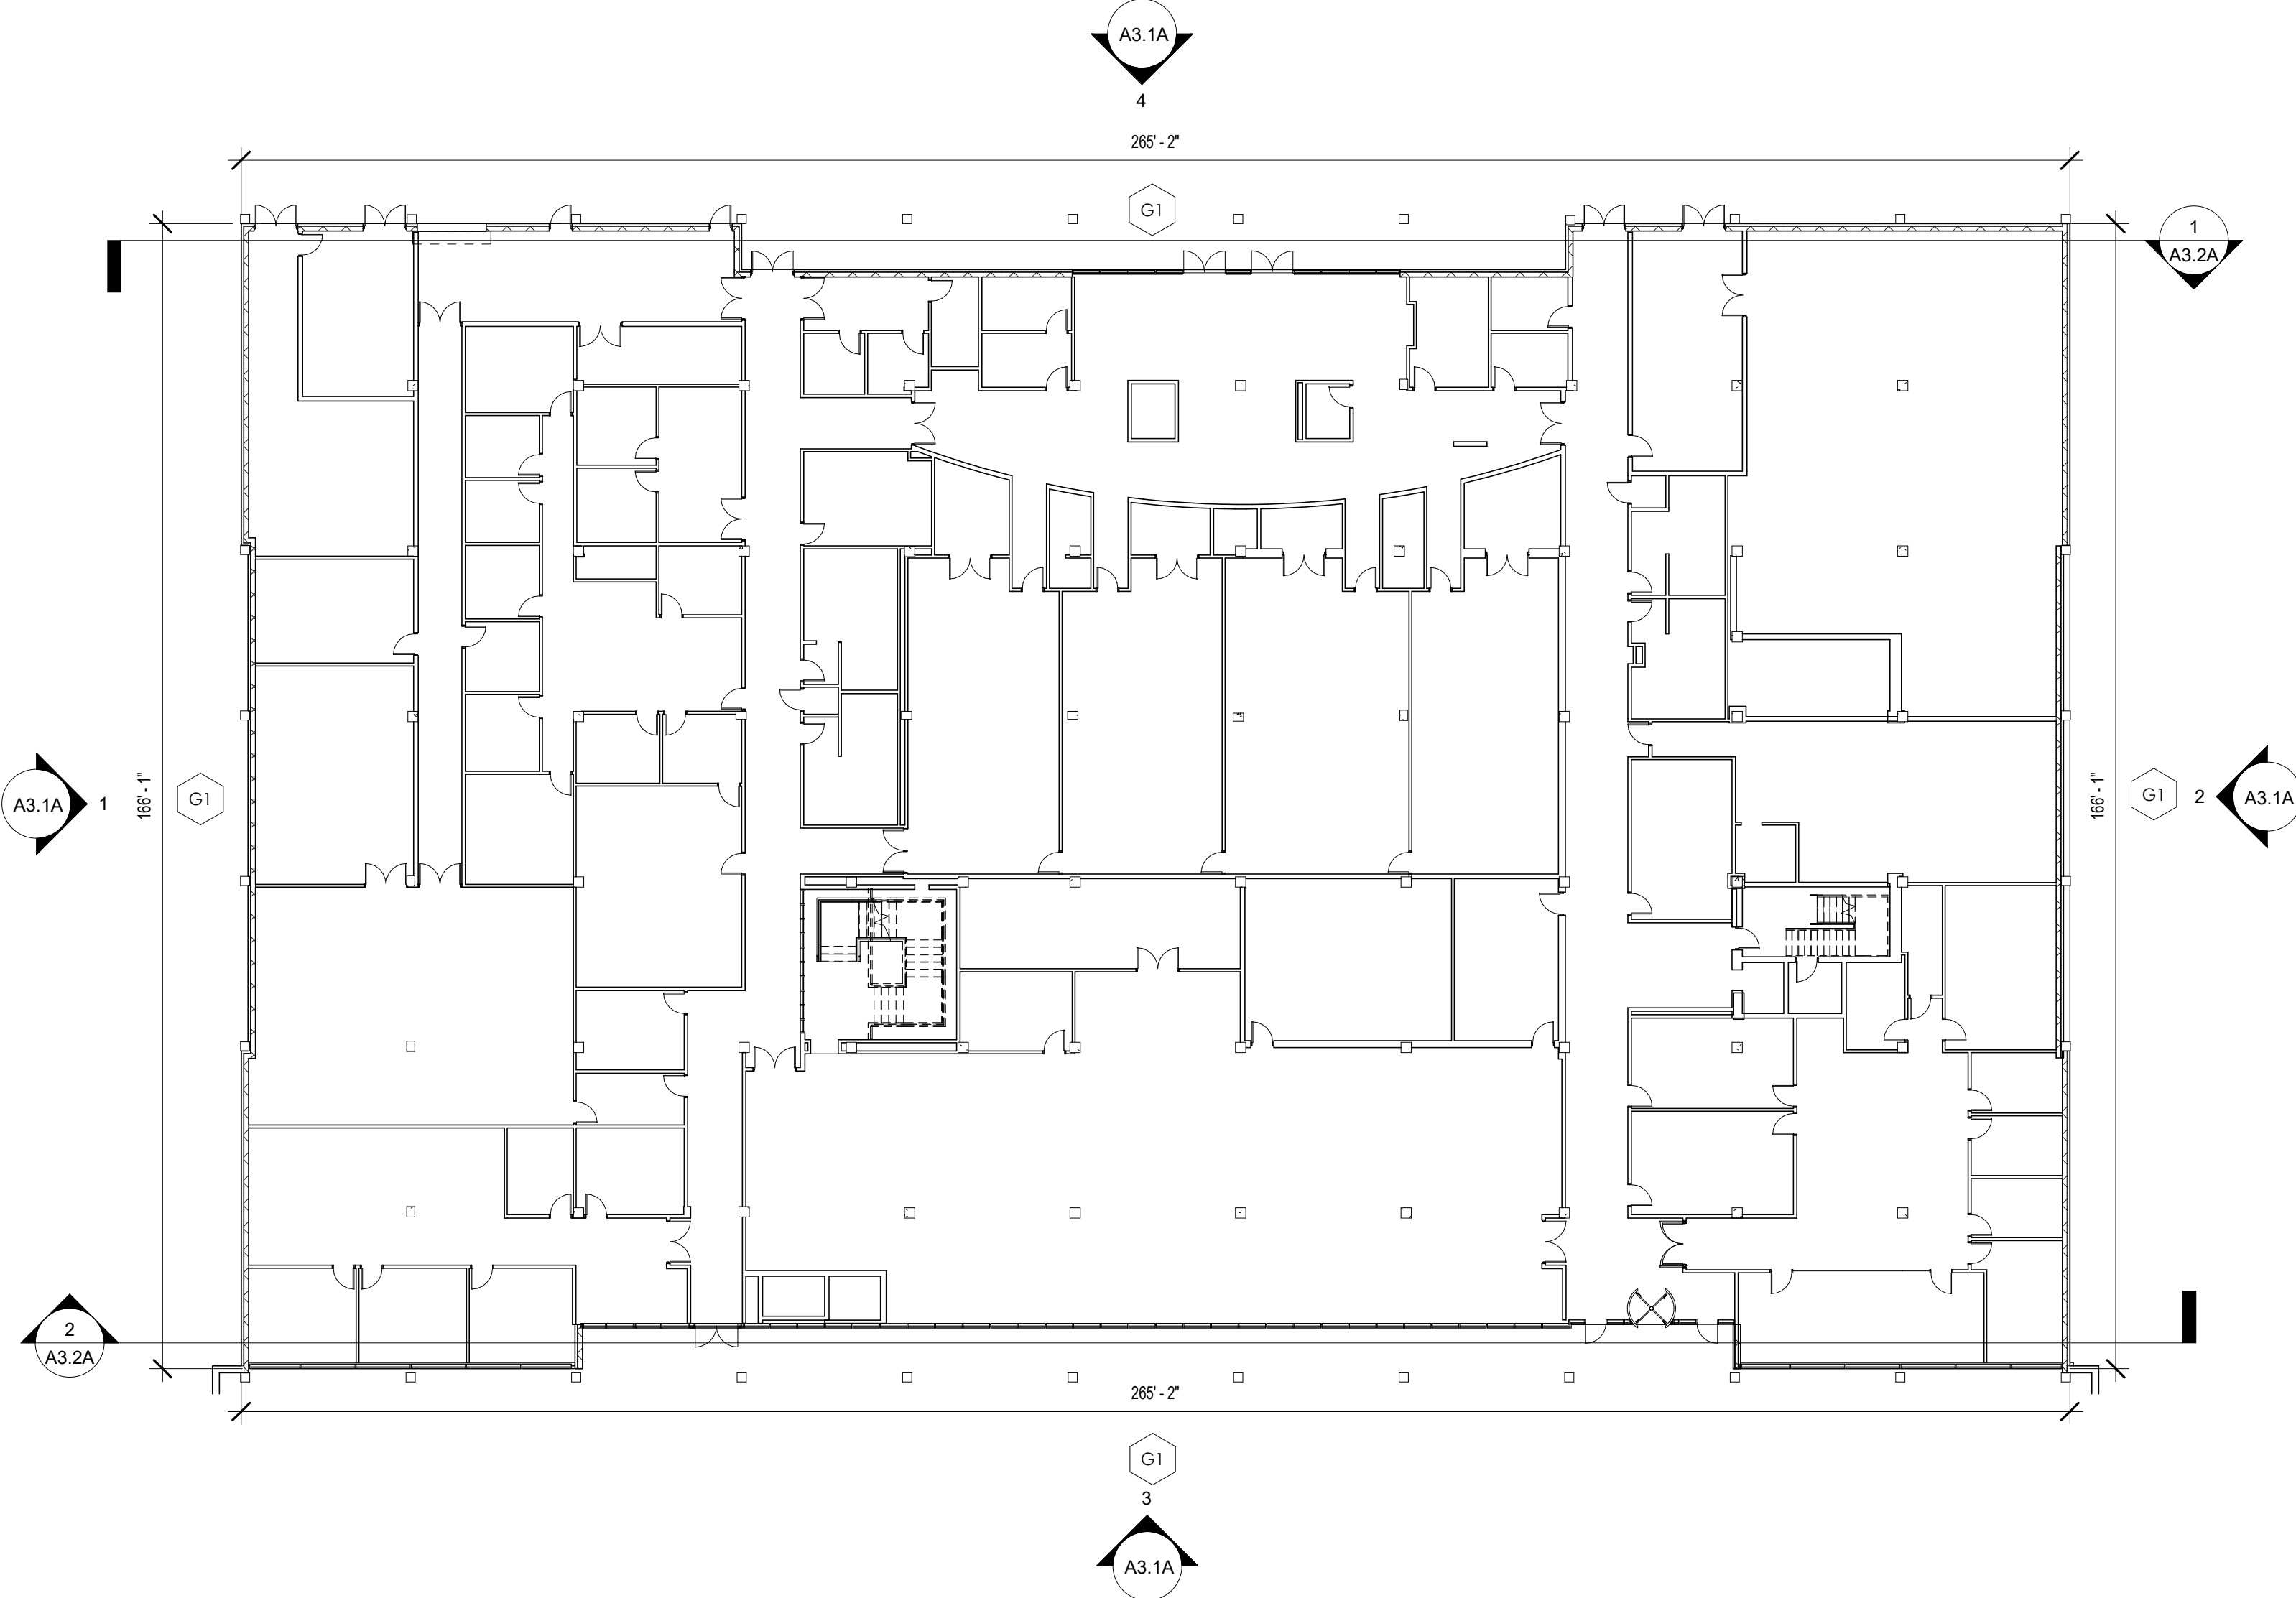 A3.1A
4
265' - 2"
G1
1
A3.2A
A3.1A
1
166' - 1"
G1
166' - 1"
G1
2
A3.1A
2
A3.2A
265' - 2"
G1
3
A3.1A